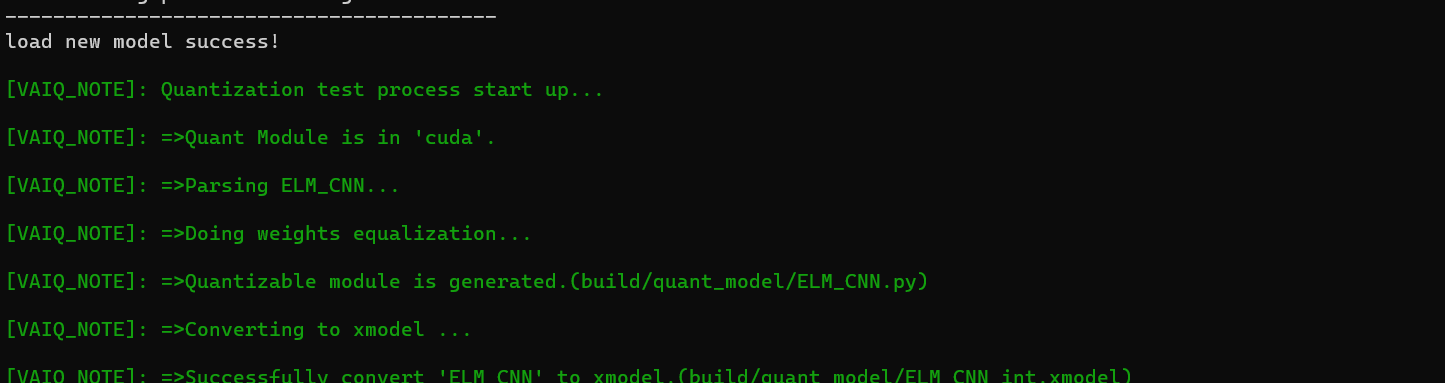 -----------------------------------------
load new model success!
[VAIQ_NOTE]: Quantization test process start up...
[VAIQ_NOTE]: =>Quant Module is in 'cuda'.
[VAIQ_NOTE]: =>Parsing ELM_CNN...
[VAIQ_NOTE]: =>Doing weights equalization...
[VAIQ_NOTE]: =>Quantizable module is generated.(build/quant_model/ELM_CNN.py)
[VAIQ_NOTE]: =>Converting to xmodel ...
[VAIQ_NOTE]: =>Successfully convert 'ELM_CNN' to xmodel.(build/quant_model/ELM_CNN_int.xmodel)